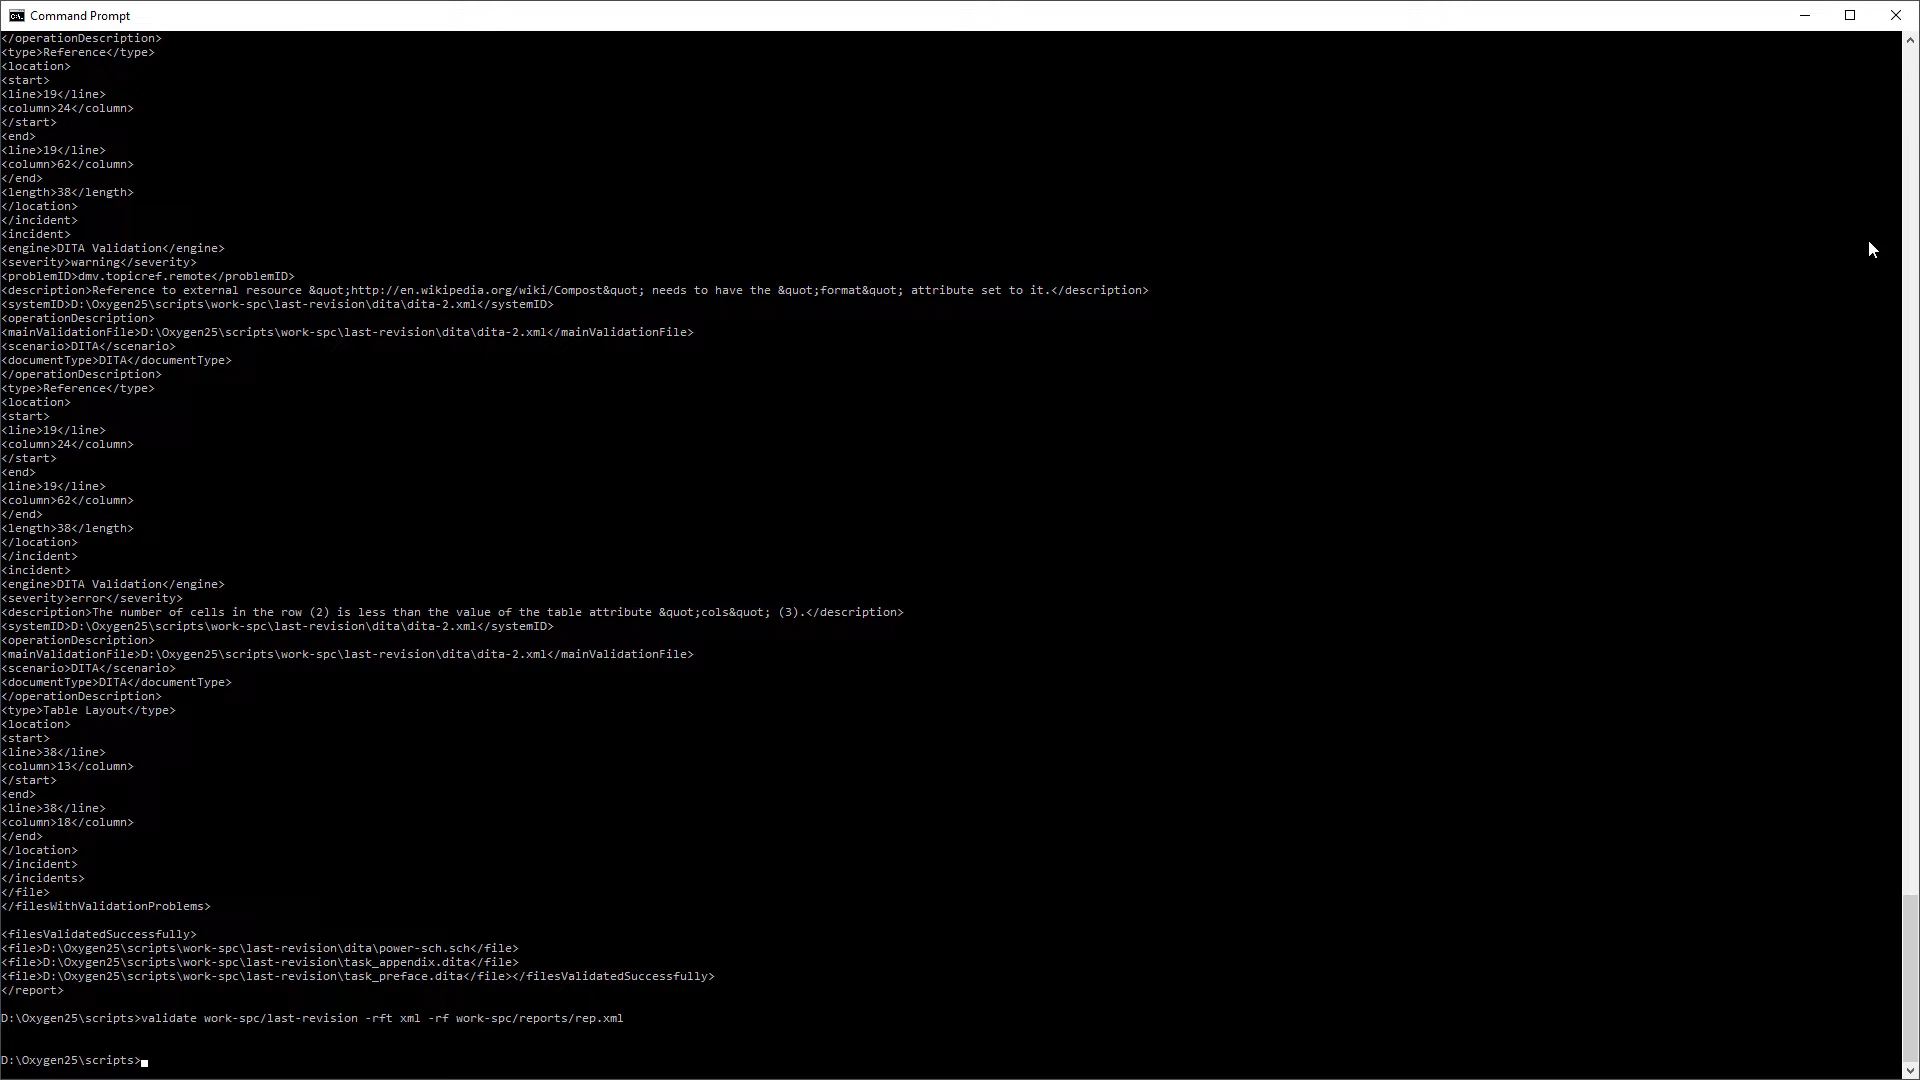 Command Prompt
</operationDescription>
<type>Reference</type>
<location>
<start>
<line>19</line>
<column>24</column>
</start>
<end>
<line>19</line>
<column>62</column>
</end>
<length>38</length>
</location>
</incident>
<incident>
<engine>DITA Validation</engine>
<severity>warning</severity>
<problemID>dmv.topicref.remote</problemID>
<description>Reference to external resource &quot;http://en.wikipedia.org/wiki/Compost&quot; needs to have the &quot;format&quot; attribute set to it.</description>
<systemID>D:\Oxygen25\scripts\work-spc\last-revision\dita\dita-2.xml</systemID>
<operationDescription>
<mainValidationFile>D:\Oxygen25\scripts\work-spc\last-revision\dita\dita-2.xml</mainValidationFile>
<scenario>DITA</scenario>
<documentType>DITA</documentType>
</operationDescription>
<type>Reference</type>
<location>
<start>
<line>19</line>
<column>24</column>
</start>
<end>
<line>19</line>
<column>62</column>
</end>
<length>38</length>
</location>
</incident>
<incident>
<engine>DITA Validation</engine>
<severity>error</severity>
<description>The number of cells in the row (2) is less than the value of the table attribute &quot;cols&quot; (3).</description>
<systemID>D:\Oxygen25\scripts\work-spc\last-revision\dita\dita-2.xml</systemID>
<operationDescription>
<mainValidationFile>D:\Oxygen25\scripts\work-spc\last-revision\dita\dita-2.xml</mainValidationFile>
<scenario>DITA</scenario>
<documentType>DITA</documentType>
</operationDescription>
<type>Table Layout</type>
<location>
<start>
<line>38</line>
<column>13</column>
</start>
<end>
<line>38</line>
<column>18</column>
</end>
</location>
</incident>
</incidents>
</file>
</filesWithValidationProblems>
<filesValidatedSuccessfully>
<file>D:\Oxygen25\scripts\work-spc\last-revision\dita\power-sch.sch</file>
<file>D:\Oxygen25\scripts\work-spc\last-revision\task_appendix.dita</file>
<file>D:\Oxygen25\scripts\work-spc\last-revision\task_preface.dita</file></filesValidatedSuccessfully>
</report>
D:\Oxygen25\scripts>validate work-spc/last-revision -rft xml -rf work-spc/reports/rep.xml
D:\Oxygen25\scripts>